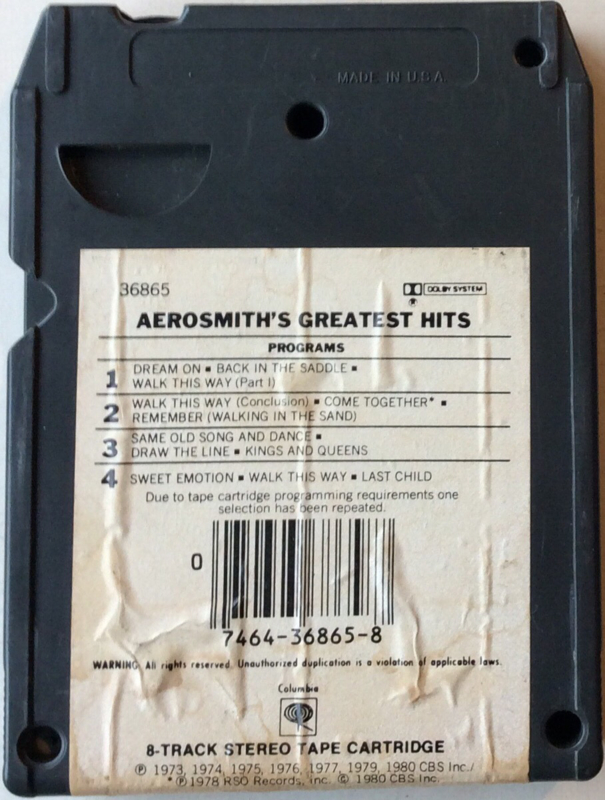 MADE IN U.S.A.
36865
DOLBY SYSTEM
®
AEROSMITH'S GREATEST HITS
PROGRAMS
1 DREAM ON ▪ BACK IN THE SADDLE ▪
WALK THIS WAY (Part I)
2 WALK THIS WAY (Conclusion) ▪ COME TOGETHER* ▪
REMEMBER (WALKING IN THE SAND)
3 SAME OLD SONG AND DANCE ▪
DRAW THE LINE ▪ KINGS AND QUEENS
4 SWEET EMOTION ▪ WALK THIS WAY ▪ LAST CHILD
Due to tape cartridge programming requirements one
selection has been repeated.
0
7464-36865-8
WARNING: All rights reserved. Unauthorized duplication is a violation of applicable laws.
Columbia
8-TRACK STEREO TAPE CARTRIDGE
℗ 1973, 1974, 1975, 1976, 1977, 1979, 1980 CBS Inc./
*℗ 1978 RSO Records, Inc. © 1980 CBS Inc.